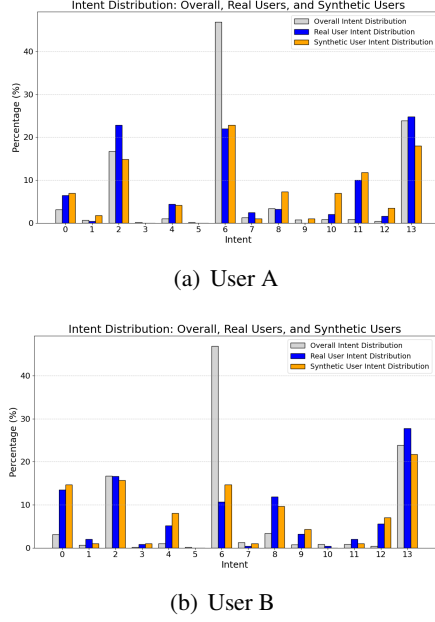 Intent Distribution: Overall, Real Users, and Synthetic Users
Overall Intent Distribution
Real User Intent Distribution
Synthetic User Intent Distribution
Percentage (%)
40
30
20
10
0
0 1 2 3 4 5 6 7 8 9 10 11 12 13
Intent
(a) User A
Intent Distribution: Overall, Real Users, and Synthetic Users
Overall Intent Distribution
Real User Intent Distribution
Synthetic User Intent Distribution
Percentage (%)
40
30
20
10
0
0 1 2 3 4 5 6 7 8 9 10 11 12 13
Intent
(b) User B